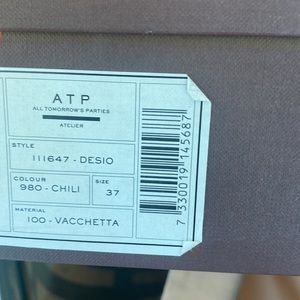 ATP
ALL TOMORROW'S PARTIES
ATELIER
STYLE
111647 - DESIO
COLOUR
980 - CHILI
SIZE
37
MATERIAL
100 - VACCHETTA
7 330019 145687